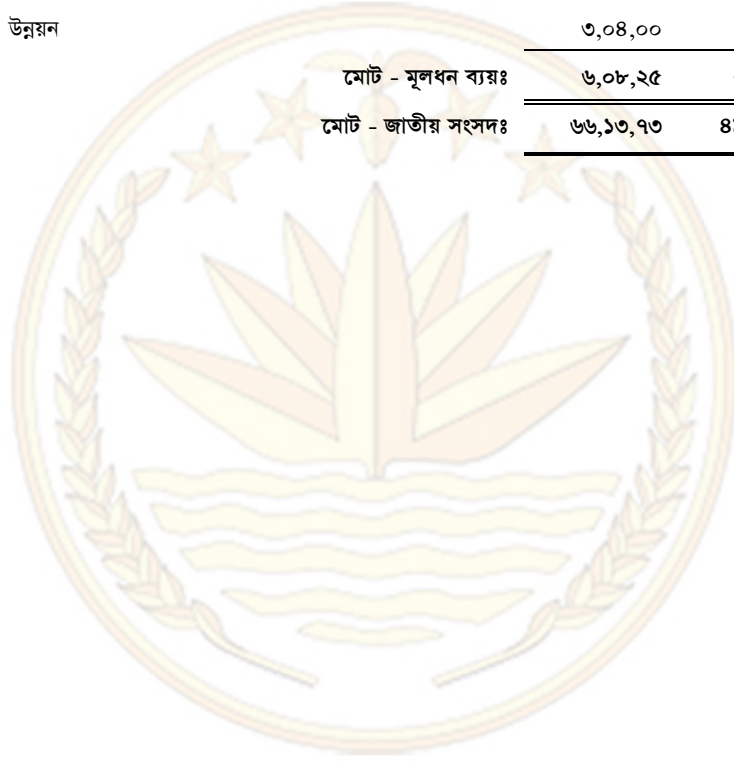 উন্নয়ন ৩,০৪,০০
মোট - মূলধন ব্যয়ঃ ৬,০৮,২৫
মোট - জাতীয় সংসদঃ ৬৬,১৩,৭৩